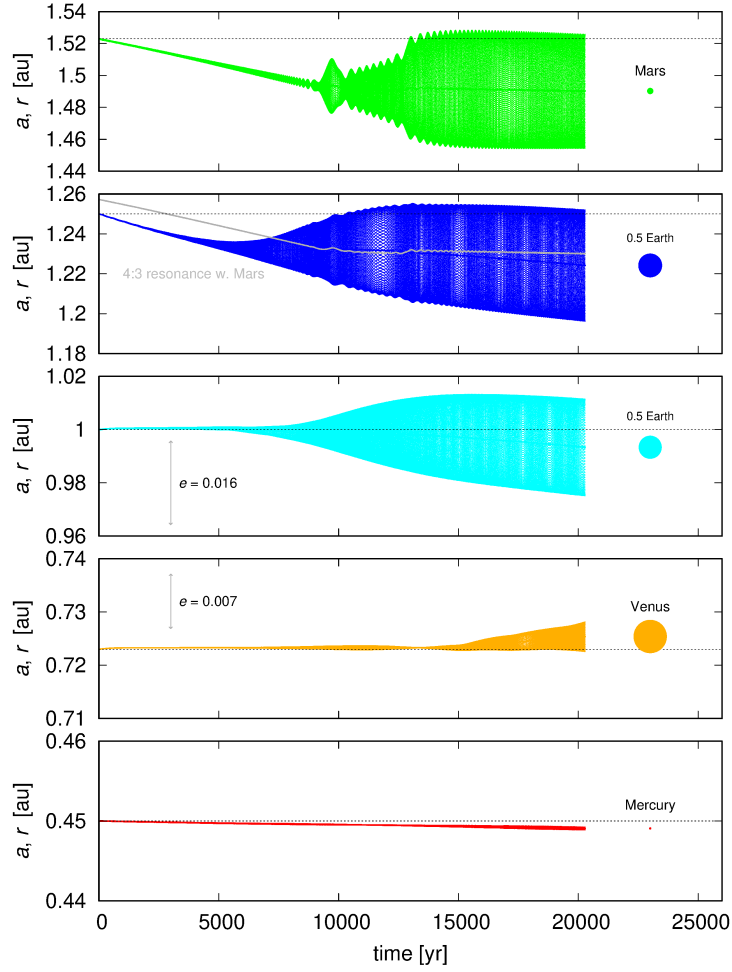 1.54
1.52
1.5
1.48
1.46
1.44
a, r [au]
Mars
1.26
1.24
1.22
1.2
1.18
a, r [au]
4:3 resonance w. Mars
0.5 Earth
1.02
1
0.98
0.96
a, r [au]
e = 0.016
0.5 Earth
0.74
0.73
0.72
0.71
a, r [au]
e = 0.007
Venus
0.46
0.45
0.44
a, r [au]
Mercury
0 5000 10000 15000 20000 25000
time [yr]